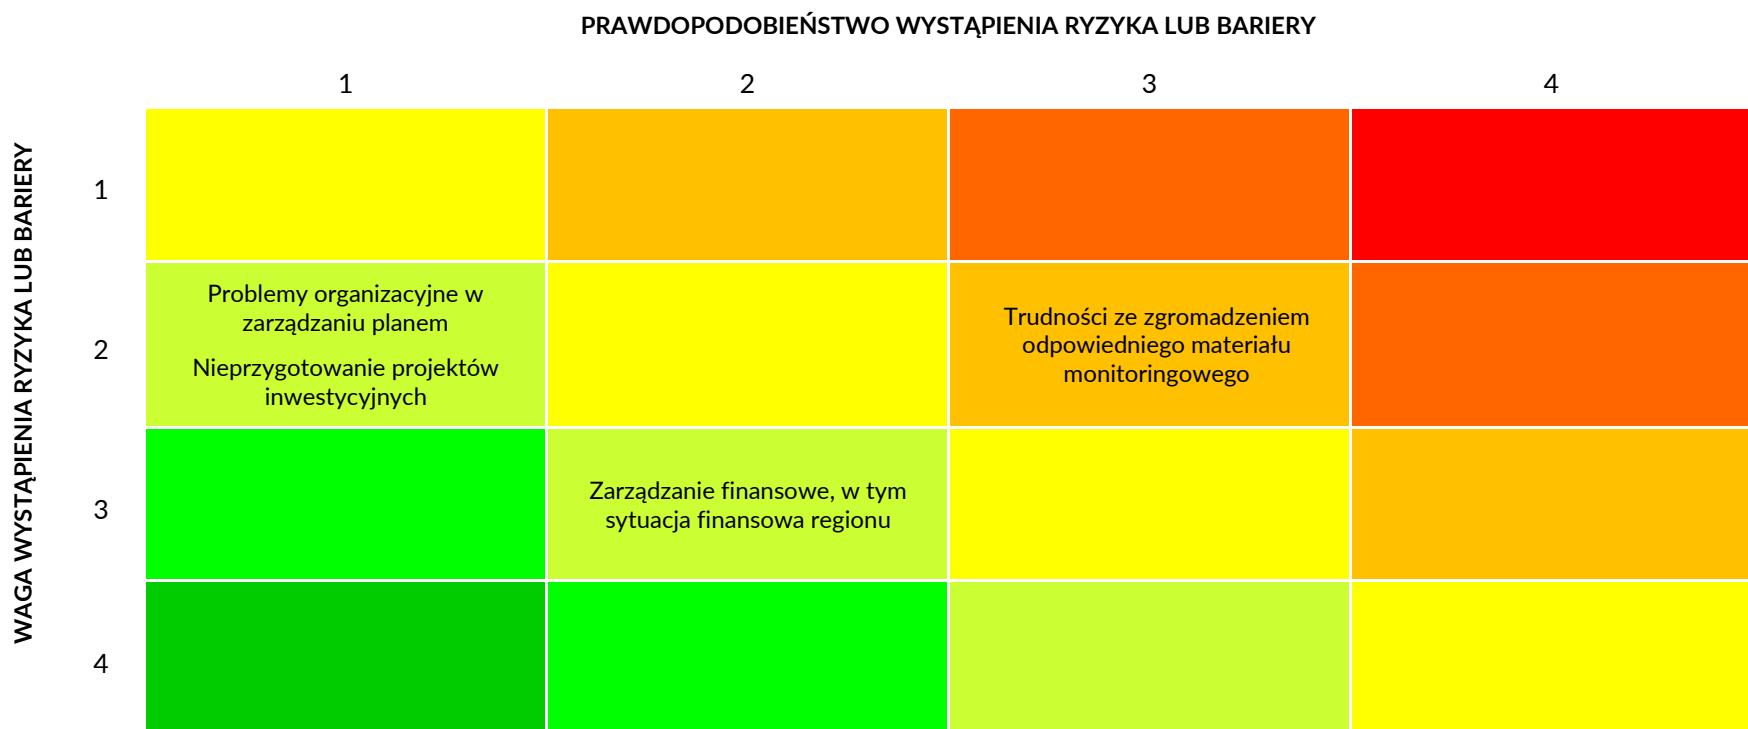 PRAWDOPODOBIEŃSTWO WYSTĄPIENIA RYZYKA LUB BARIERY
1 2 3 4
WAGA WYSTĄPIENIA RYZYKA LUB BARIERY
1
2
Problemy organizacyjne w
zarządzaniu planem
Nieprzygotowanie projektów
inwestycyjnych
Trudności ze zgromadzeniem
odpowiedniego materiału
monitoringowego
3
Zarządzanie finansowe, w tym
sytuacja finansowa regionu
4